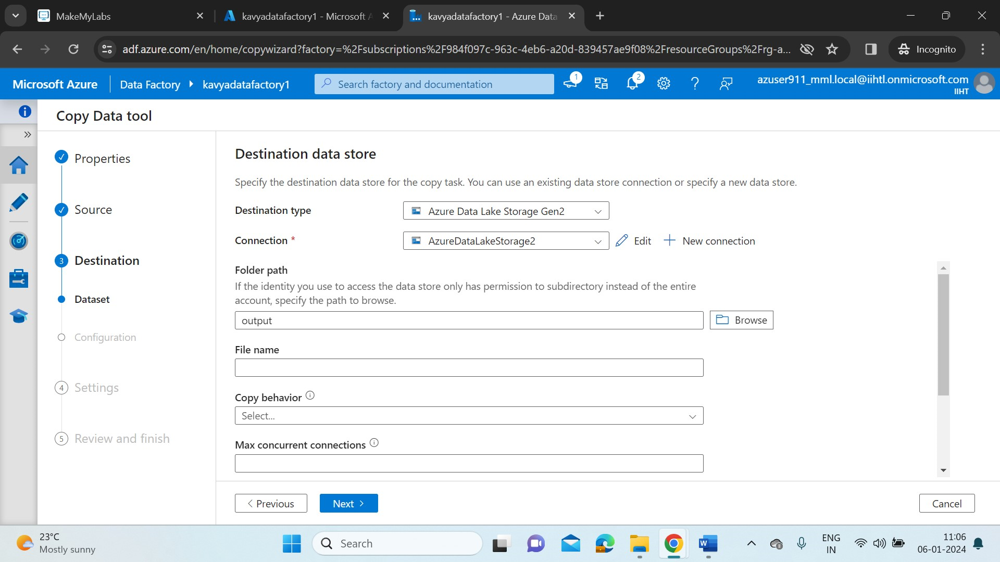 MakeMyLabs
kavyadatafactory1 - Microsoft A
kavyadatafactory1 - Azure Data
adf.azure.com/en/home/copywizard?factory=%2Fsubscriptions%2F984f097c-963c-4eb6-a20d-839457ae9f08%2FresourceGroups%2Frg-a...
Incognito
Microsoft Azure
Data Factory
kavyadatafactory1
Search factory and documentation
1
2
azuser911_mml.local@iihtl.onmicrosoft.com
IIHT
Copy Data tool
Properties
Source
3 Destination
Dataset
Configuration
4 Settings
5 Review and finish
Destination data store
Specify the destination data store for the copy task. You can use an existing data store connection or specify a new data store.
Destination type
Azure Data Lake Storage Gen2
Connection *
AzureDataLakeStorage2
Edit
New connection
Folder path
If the identity you use to access the data store only has permission to subdirectory instead of the entire
account, specify the path to browse.
output
Browse
File name
Copy behavior
Select...
Max concurrent connections
Previous
Next
Cancel
23°C
Mostly sunny
Search
ENG
IN
11:06
06-01-2024